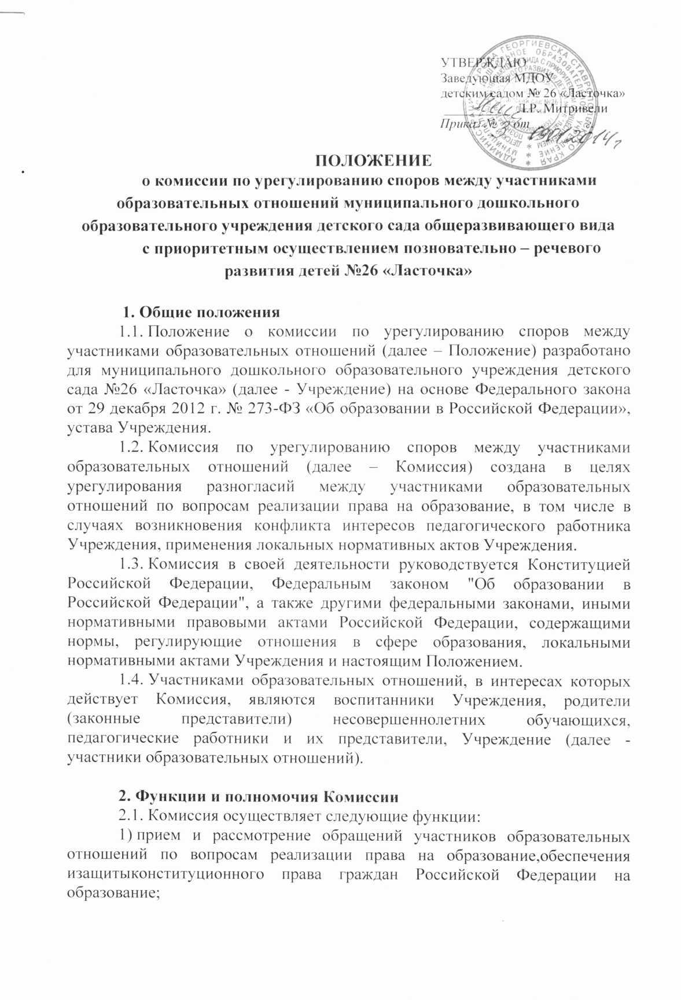 УТВЕРЖДАЮ
Заведующая МДОУ
детским садом № 26 «Ласточка»
Л.Р. Митривели
Приказ № 3 от 09.01.2014г
ПОЛОЖЕНИЕ
о комиссии по урегулированию споров между участниками
образовательных отношений муниципального дошкольного
образовательного учреждения детского сада общеразвивающего вида
с приоритетным осуществлением позновательно – речевого
развития детей №26 «Ласточка»
1. Общие положения
1.1. Положение о комиссии по урегулированию споров между
участниками образовательных отношений (далее – Положение) разработано
для муниципального дошкольного образовательного учреждения детского
сада №26 «Ласточка» (далее - Учреждение) на основе Федерального закона
от 29 декабря 2012 г. № 273-ФЗ «Об образовании в Российской Федерации»,
устава Учреждения.
1.2. Комиссия по урегулированию споров между участниками
образовательных отношений (далее – Комиссия) создана в целях
урегулирования разногласий между участниками образовательных
отношений по вопросам реализации права на образование, в том числе в
случаях возникновения конфликта интересов педагогического работника
Учреждения, применения локальных нормативных актов Учреждения.
1.3. Комиссия в своей деятельности руководствуется Конституцией
Российской Федерации, Федеральным законом "Об образовании в
Российской Федерации", а также другими федеральными законами, иными
нормативными правовыми актами Российской Федерации, содержащими
нормы, регулирующие отношения в сфере образования, локальными
нормативными актами Учреждения и настоящим Положением.
1.4. Участниками образовательных отношений, в интересах которых
действует Комиссия, являются воспитанники Учреждения, родители
(законные представители) несовершеннолетних обучающихся,
педагогические работники и их представители, Учреждение (далее -
участники образовательных отношений).
2. Функции и полномочия Комиссии
2.1. Комиссия осуществляет следующие функции:
1) прием и рассмотрение обращений участников образовательных
отношений по вопросам реализации права на образование,обеспечения
изащитыконституционного права граждан Российской Федерации на
образование;